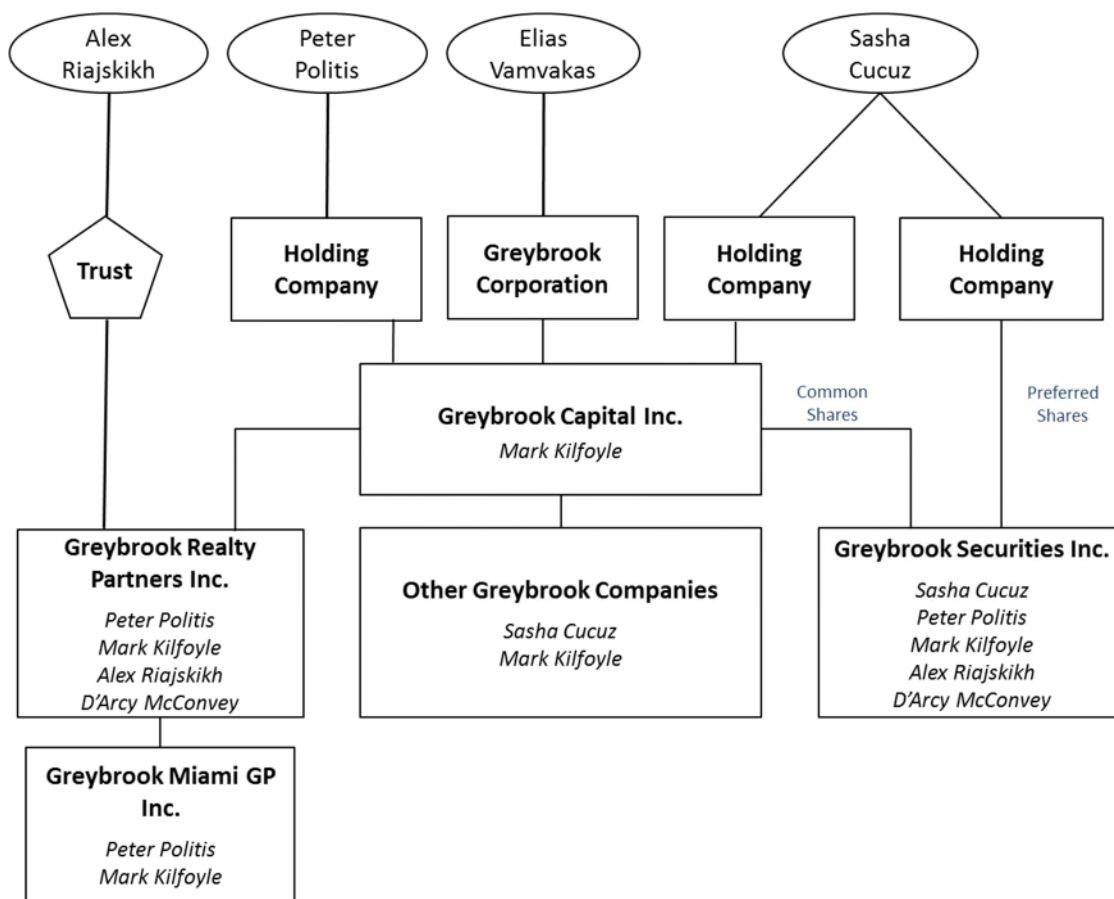 Alex
Riajskikh
Peter
Politis
Elias
Vamvakas
Sasha
Cucuz
Trust
Holding
Company
Greybrook
Corporation
Holding
Company
Holding
Company
Greybrook Capital Inc.
Mark Kilfoyle
Common
Shares
Preferred
Shares
Greybrook Realty
Partners Inc.
Peter Politis
Mark Kilfoyle
Alex Riajskikh
D’Arcy McConvey
Other Greybrook Companies
Sasha Cucuz
Mark Kilfoyle
Greybrook Securities Inc.
Sasha Cucuz
Peter Politis
Mark Kilfoyle
Alex Riajskikh
D’Arcy McConvey
Greybrook Miami GP
Inc.
Peter Politis
Mark Kilfoyle